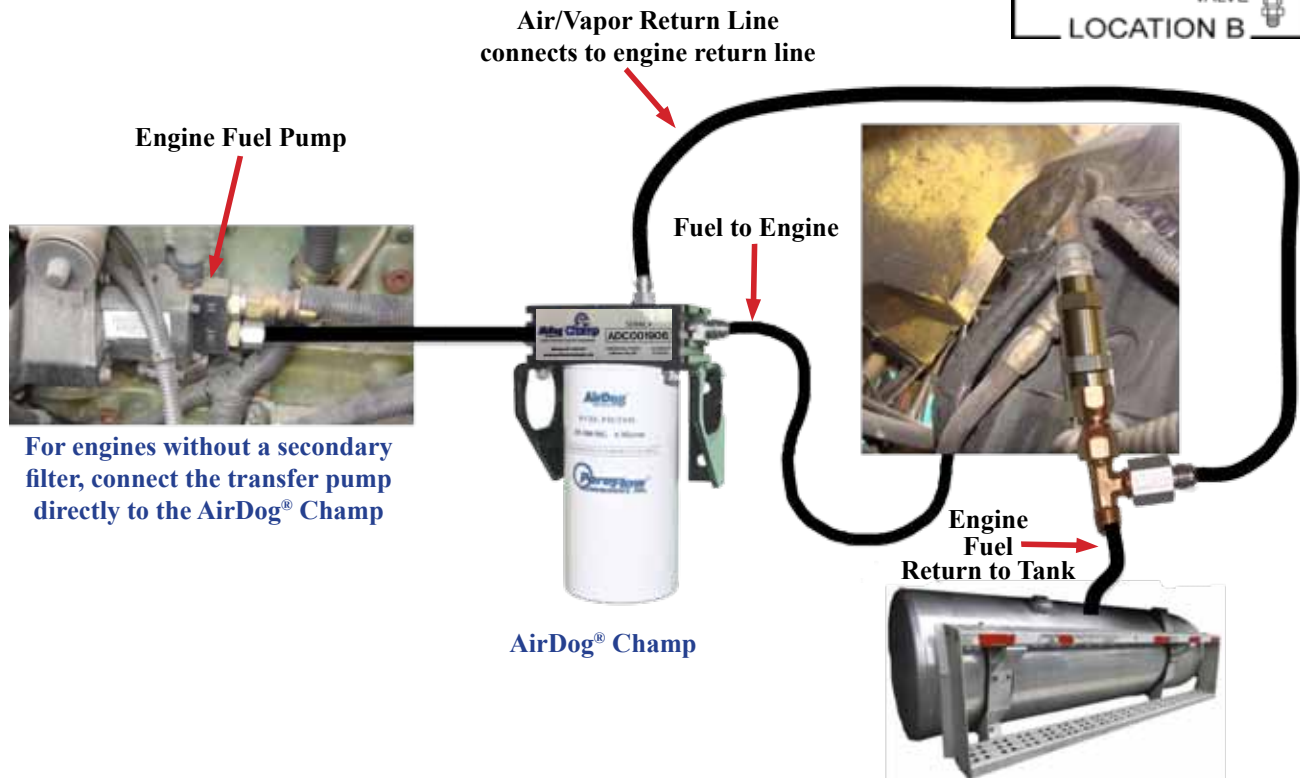 VALVE
LOCATION B
Air/Vapor Return Line
connects to engine return line
Engine Fuel Pump
Fuel to Engine
Champ
ADC001906
AirDog®
For engines without a secondary
filter, connect the transfer pump
directly to the AirDog® Champ
Engine
Fuel
Return to Tank
AirDog® Champ